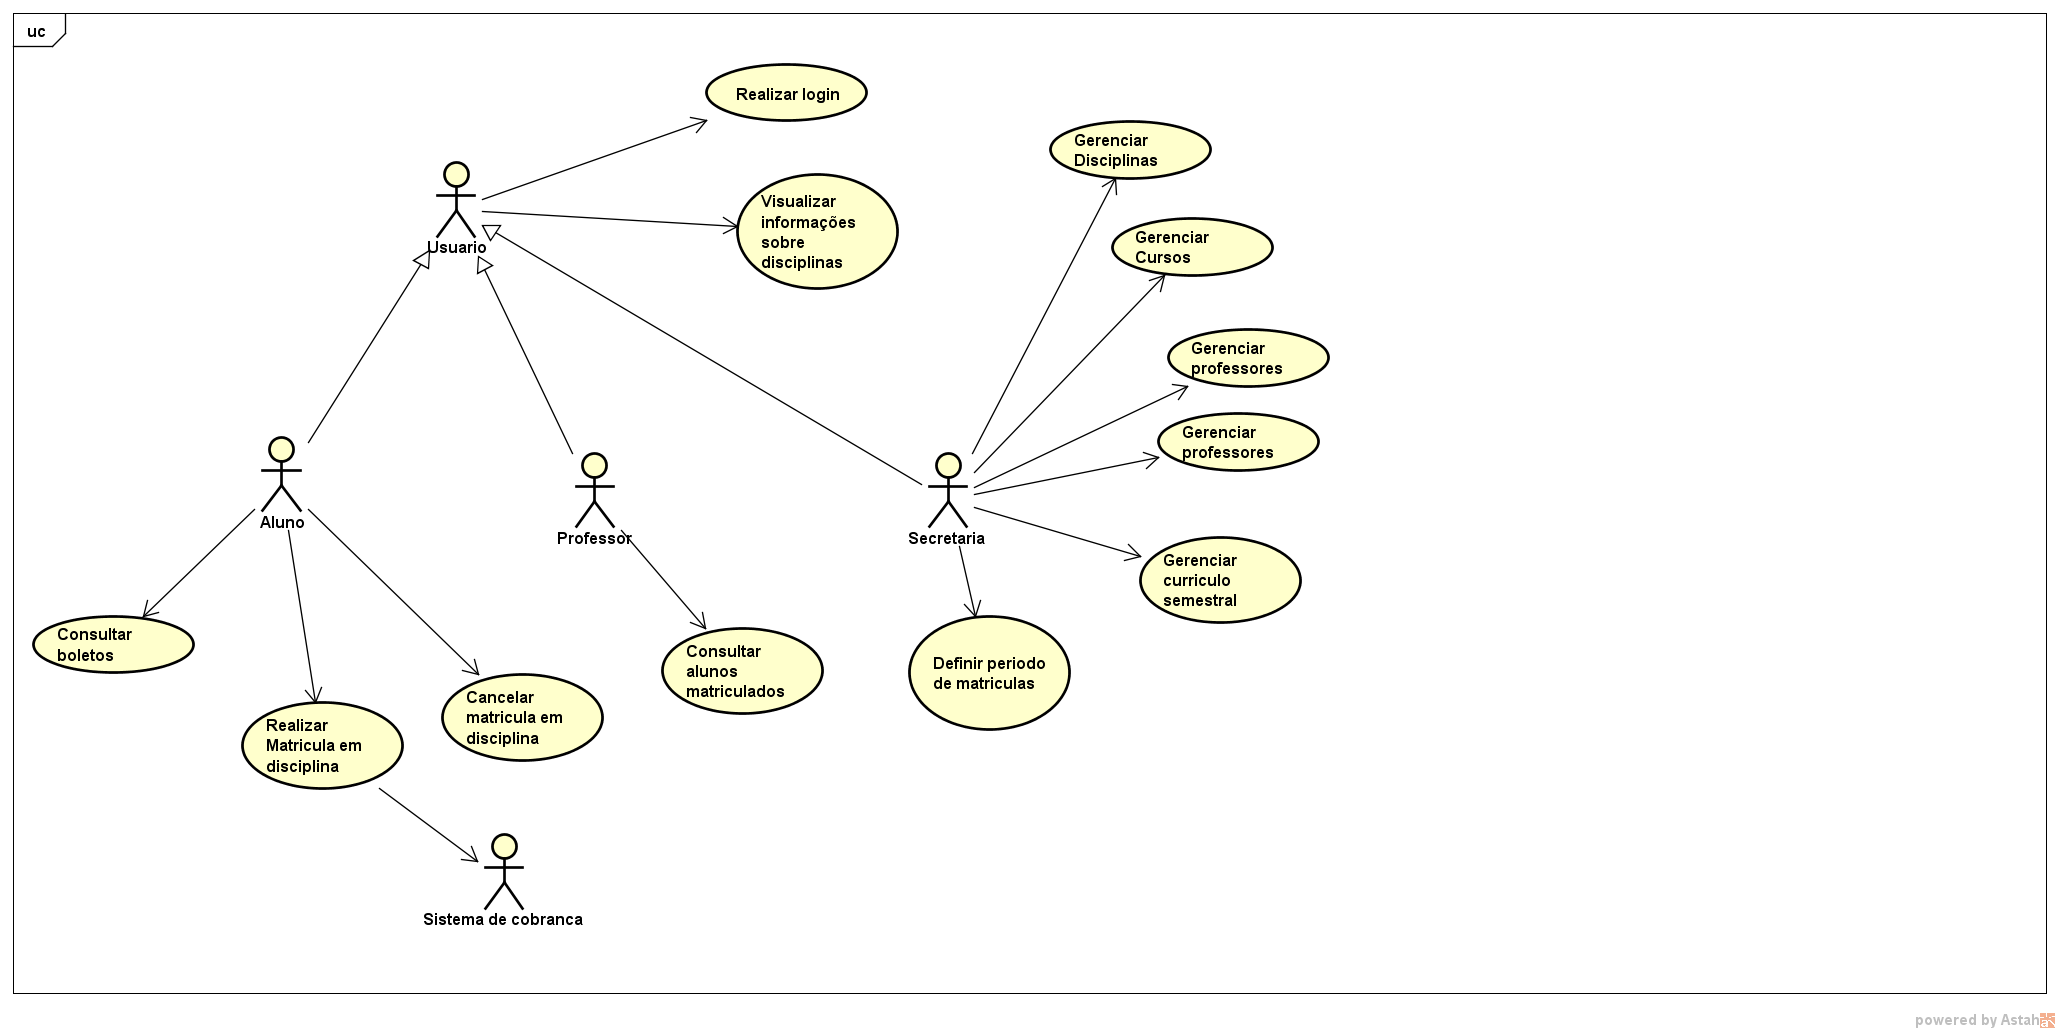 uc
Realizar login
Gerenciar
Disciplinas
Visualizar
informações
sobre
disciplinas
Usuario
Gerenciar
Cursos
Gerenciar
professores
Gerenciar
professores
Aluno
Professor
Secretaria
Gerenciar
curriculo
semestral
Consultar
boletos
Consultar
alunos
matriculados
Definir periodo
de matriculas
Cancelar
matricula em
disciplina
Realizar
Matricula em
disciplina
Sistema de cobranca
powered by Astah